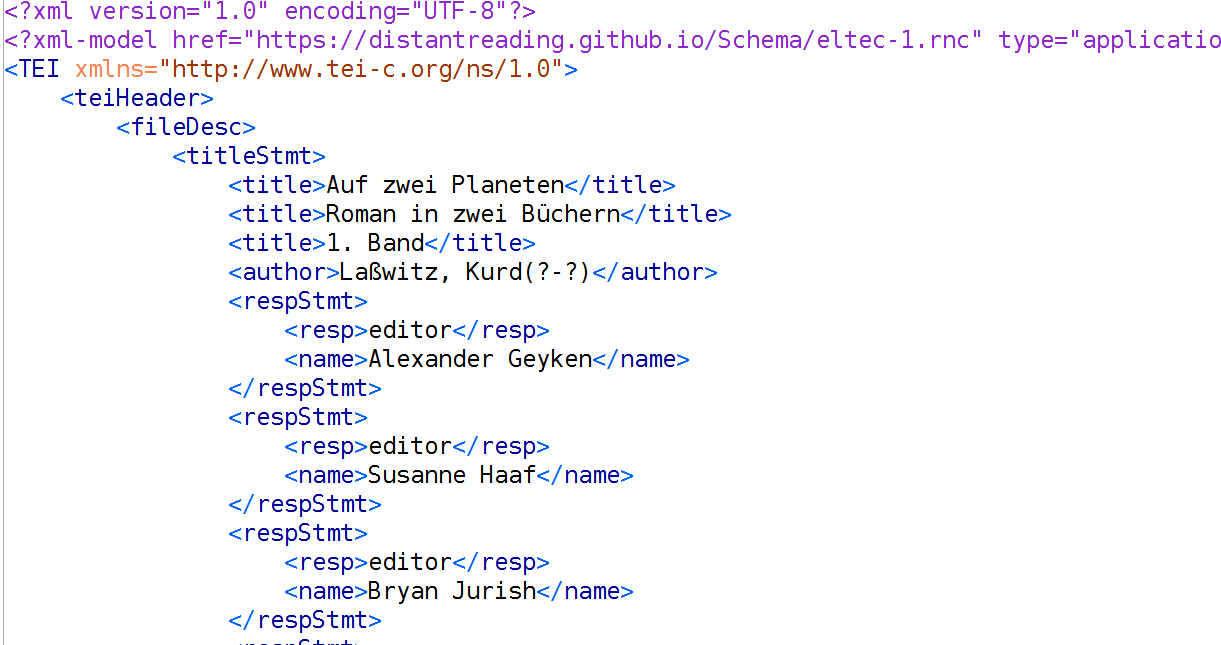 <?xml version="1.0" encoding="UTF-8"?>
<?xml-model href="https://distantreading.github.io/Schema/eltec-1.rnc" type="applicatio
<TEI xmlns="http://www.tei-c.org/ns/1.0">
<teiHeader>
<fileDesc>
<titleStmt>
<title>Auf zwei Planeten</title>
<title>Roman in zwei Büchern</title>
<title>1. Band</title>
<author>Laßwitz, Kurd(?-?)</author>
<respStmt>
<resp>editor</resp>
<name>Alexander Geyken</name>
</respStmt>
<respStmt>
<resp>editor</resp>
<name>Susanne Haaf</name>
</respStmt>
<respStmt>
<resp>editor</resp>
<name>Bryan Jurish</name>
</respStmt>